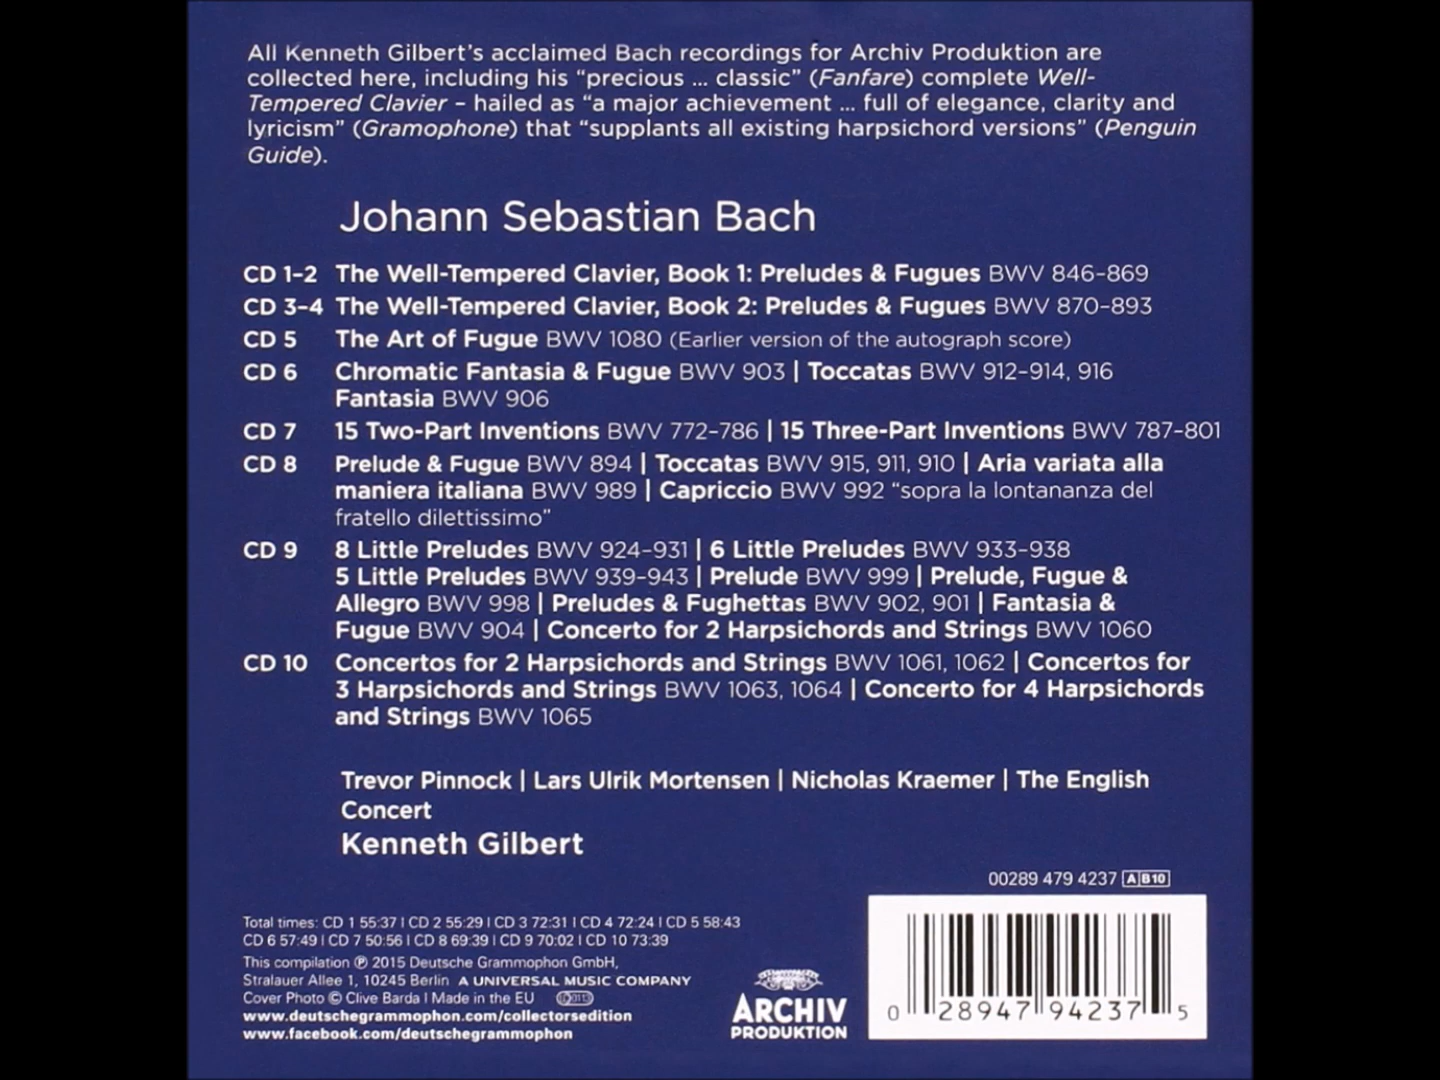 All Kenneth Gilbert's acclaimed Bach recordings for Archiv Produktion are
collected here, including his “precious ... classic” (Fanfare) complete Well-
Tempered Clavier – hailed as “a major achievement ... full of elegance, clarity and
lyricism” (Gramophone) that “supplants all existing harpsichord versions” (Penguin
Guide).
Johann Sebastian Bach
CD 1–2 The Well-Tempered Clavier, Book 1: Preludes & Fugues BWV 846–869
CD 3–4 The Well-Tempered Clavier, Book 2: Preludes & Fugues BWV 870–893
CD 5 The Art of Fugue BWV 1080 (Earlier version of the autograph score)
CD 6 Chromatic Fantasia & Fugue BWV 903 | Toccatas BWV 912–914, 916
Fantasia BWV 906
CD 7 15 Two-Part Inventions BWV 772–786 | 15 Three-Part Inventions BWV 787–801
CD 8 Prelude & Fugue BWV 894 | Toccatas BWV 915, 911, 910 | Aria variata alla
maniera italiana BWV 989 | Capriccio BWV 992 “sopra la lontananza del
fratello dilettissimo”
CD 9 8 Little Preludes BWV 924–931 | 6 Little Preludes BWV 933–938
5 Little Preludes BWV 939–943 | Prelude BWV 999 | Prelude, Fugue &
Allegro BWV 998 | Preludes & Fughettas BWV 902, 901 | Fantasia &
Fugue BWV 904 | Concerto for 2 Harpsichords and Strings BWV 1060
CD 10 Concertos for 2 Harpsichords and Strings BWV 1061, 1062 | Concertos for
3 Harpsichords and Strings BWV 1063, 1064 | Concerto for 4 Harpsichords
and Strings BWV 1065
Trevor Pinnock | Lars Ulrik Mortensen | Nicholas Kraemer | The English
Concert
Kenneth Gilbert
00289 479 4237 A B 10
Total times: CD 1 55:37 | CD 2 55:29 | CD 3 72:31 | CD 4 72:24 | CD 5 58:43
CD 6 57:49 | CD 7 50:56 | CD 8 69:39 | CD 9 70:02 | CD 10 73:39
This compilation ℗ 2015 Deutsche Grammophon GmbH,
Stralauer Allee 1, 10245 Berlin A UNIVERSAL MUSIC COMPANY
Cover Photo © Clive Barda | Made in the EU
www.deutschegrammophon.com/collectorsedition
www.facebook.com/deutschegrammophon
ARCHIV
PRODUKTION
0 28947 94237 5